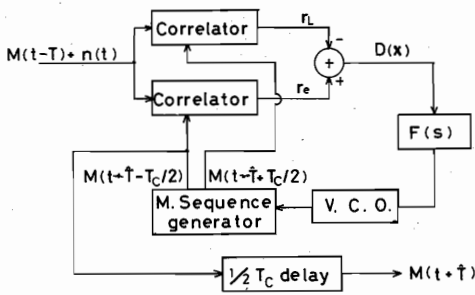 Correlator
r_L
−
M(t-T)+ n(t)
+
D(x)
+
Correlator
r_e
F(s)
M(t+T̂-T_C/2)
M(t-T̂+T_C/2)
M. Sequence
generator
V. C. O.
1/2 T_C delay
M(t+T̂)